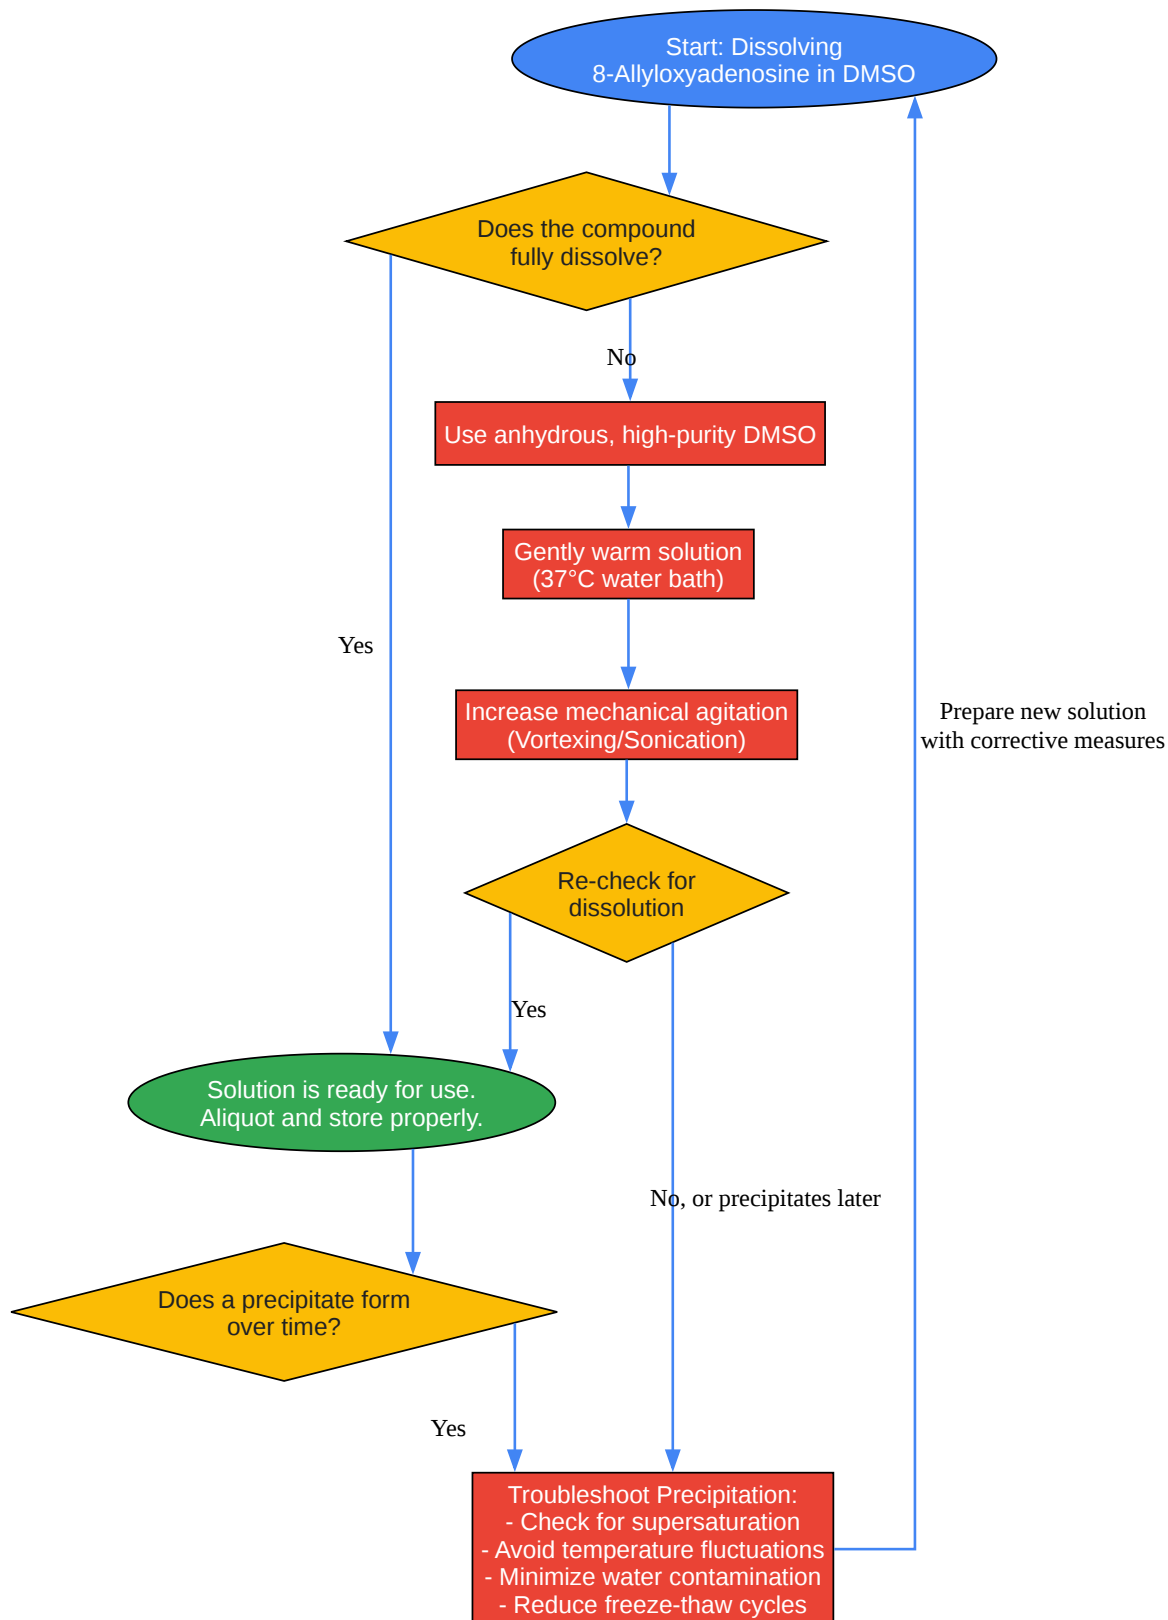 Start: Dissolving
8-Allyloxyadenosine in DMSO
Does the compound
fully dissolve?
No
Use anhydrous, high-purity DMSO
Gently warm solution
(37°C water bath)
Yes
Increase mechanical agitation
(Vortexing/Sonication)
Prepare new solution
with corrective measures
Re-check for
dissolution
Yes
Solution is ready for use.
Aliquot and store properly.
No, or precipitates later
Does a precipitate form
over time?
Yes
Troubleshoot Precipitation:
- Check for supersaturation
- Avoid temperature fluctuations
- Minimize water contamination
- Reduce freeze-thaw cycles